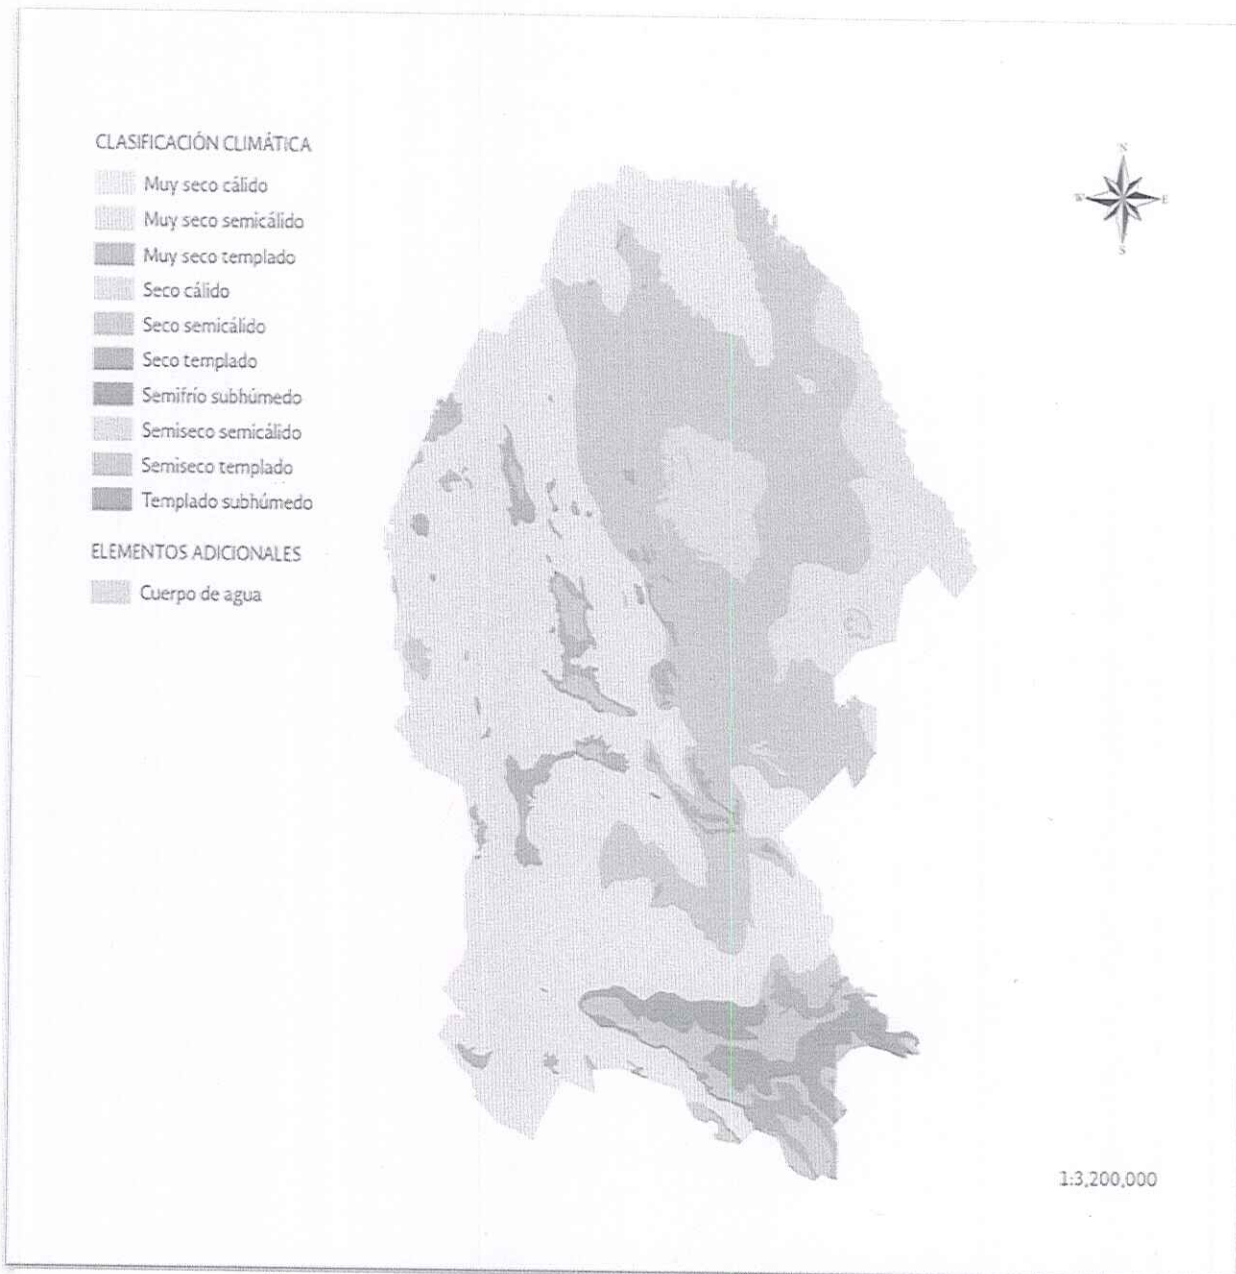 CLASIFICACIÓN CLIMÁTICA
Muy seco cálido
Muy seco semicálido
Muy seco templado
Seco cálido
Seco semicálido
Seco templado
Semifrío subhúmedo
Semiseco semicálido
Semiseco templado
Templado subhúmedo
ELEMENTOS ADICIONALES
Cuerpo de agua
N
W E
S
1:3,200,000